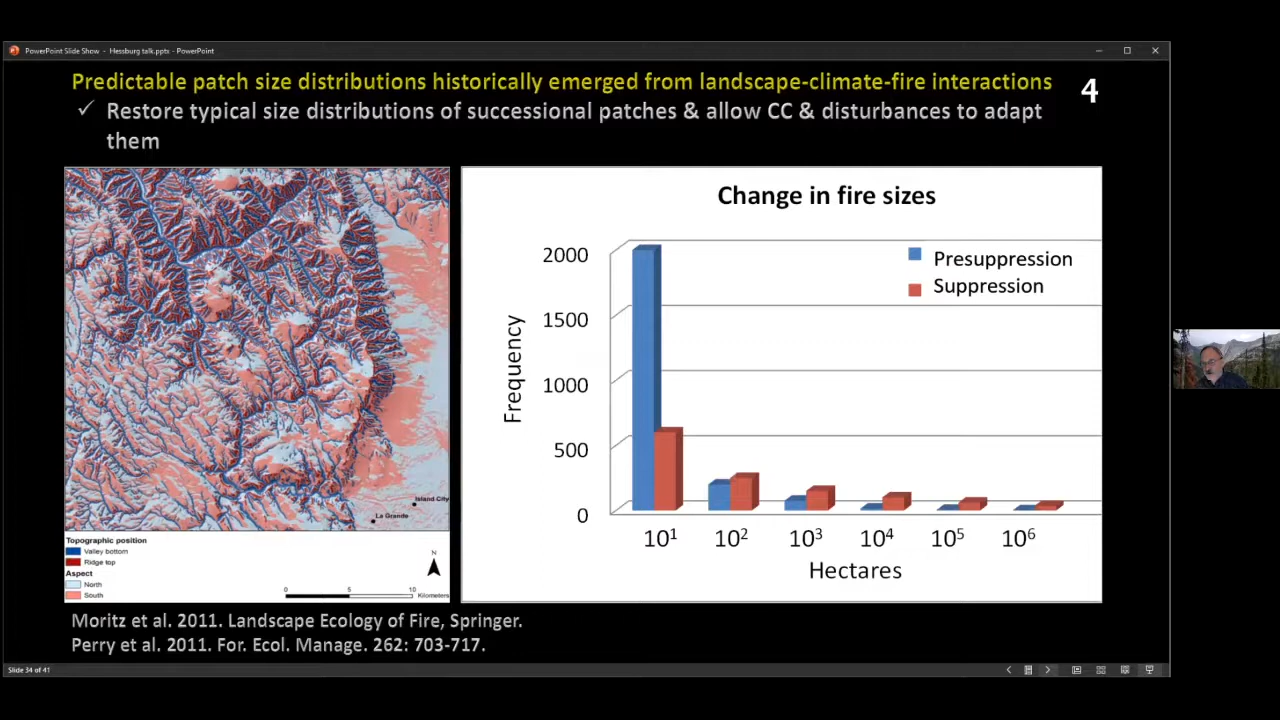 PowerPoint Slide Show - Hessburg talk.pptx - PowerPoint
Predictable patch size distributions historically emerged from landscape-climate-fire interactions
4
✓ Restore typical size distributions of successional patches & allow CC & disturbances to adapt
them
Island City
La Grande
Topographic position
Valley bottom
Ridge top
Aspect
North
South
N
0 5 10 Kilometers
Change in fire sizes
Presuppression
Suppression
Frequency
2000
1500
1000
500
0
10¹ 10² 10³ 10⁴ 10⁵ 10⁶
Hectares
Moritz et al. 2011. Landscape Ecology of Fire, Springer.
Perry et al. 2011. For. Ecol. Manage. 262: 703-717.
Slide 34 of 41